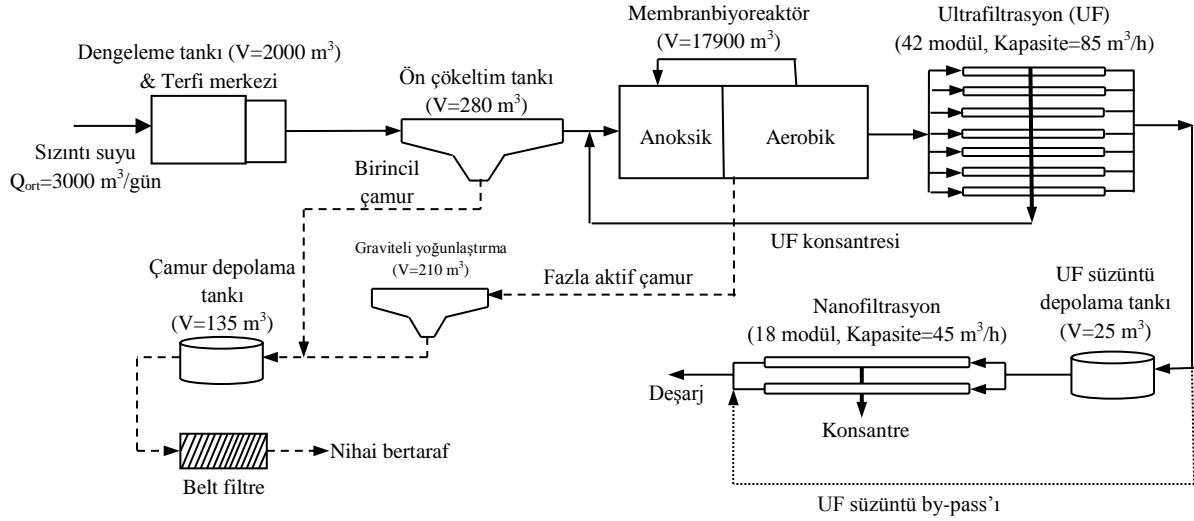 Dengeleme tankı (V=2000 m³)
& Terfi merkezi
Ön çökeltim tankı
(V=280 m³)
Membranbiyoreaktör
(V=17900 m³)
Ultrafiltrasyon (UF)
(42 modül, Kapasite=85 m³/h)
Sızıntı suyu
Qort=3000 m³/gün
Anoksik
Aerobik
Birincil
çamur
UF konsantresi
Graviteli yoğunlaştırma
(V=210 m³)
Fazla aktif çamur
Çamur depolama
tankı
(V=135 m³)
Nanofiltrasyon
(18 modül, Kapasite=45 m³/h)
UF süzüntü
depolama tankı
(V=25 m³)
Deşarj
Konsantre
Nihai bertaraf
Belt filtre
UF süzüntü by-pass’ı